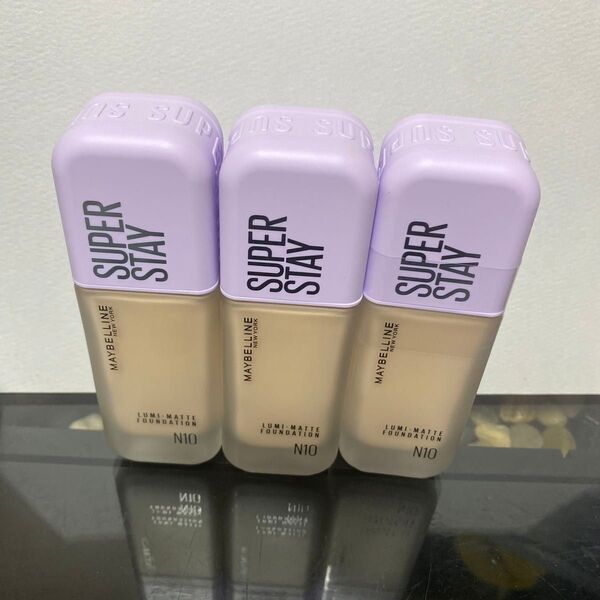 SUPER
STAY
MAYBELLINE
NEW YORK
LUMI-MATTE
FOUNDATION
N10
SUPER
STAY
MAYBELLINE
NEW YORK
LUMI-MATTE
FOUNDATION
N10
SUPER
STAY
MAYBELLINE
NEW YORK
LUMI-MATTE
FOUNDATION
N10